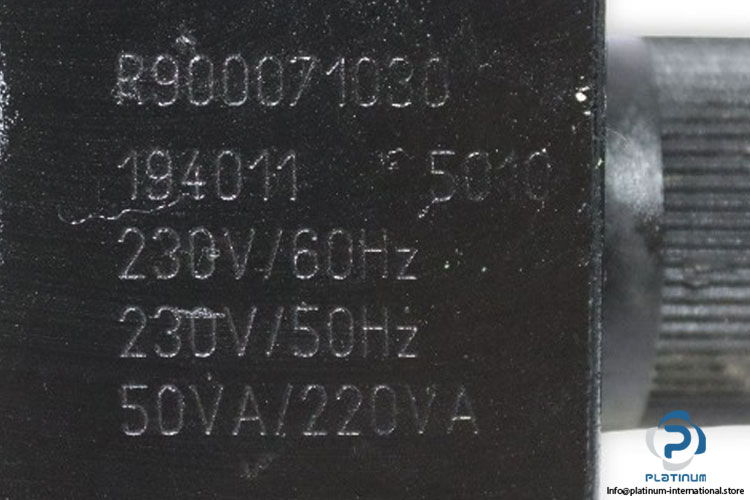 R900071030
194011 5010
230V/60Hz
230V/50Hz
50VA/220VA
PLATINUM
Info@platinum-international.store